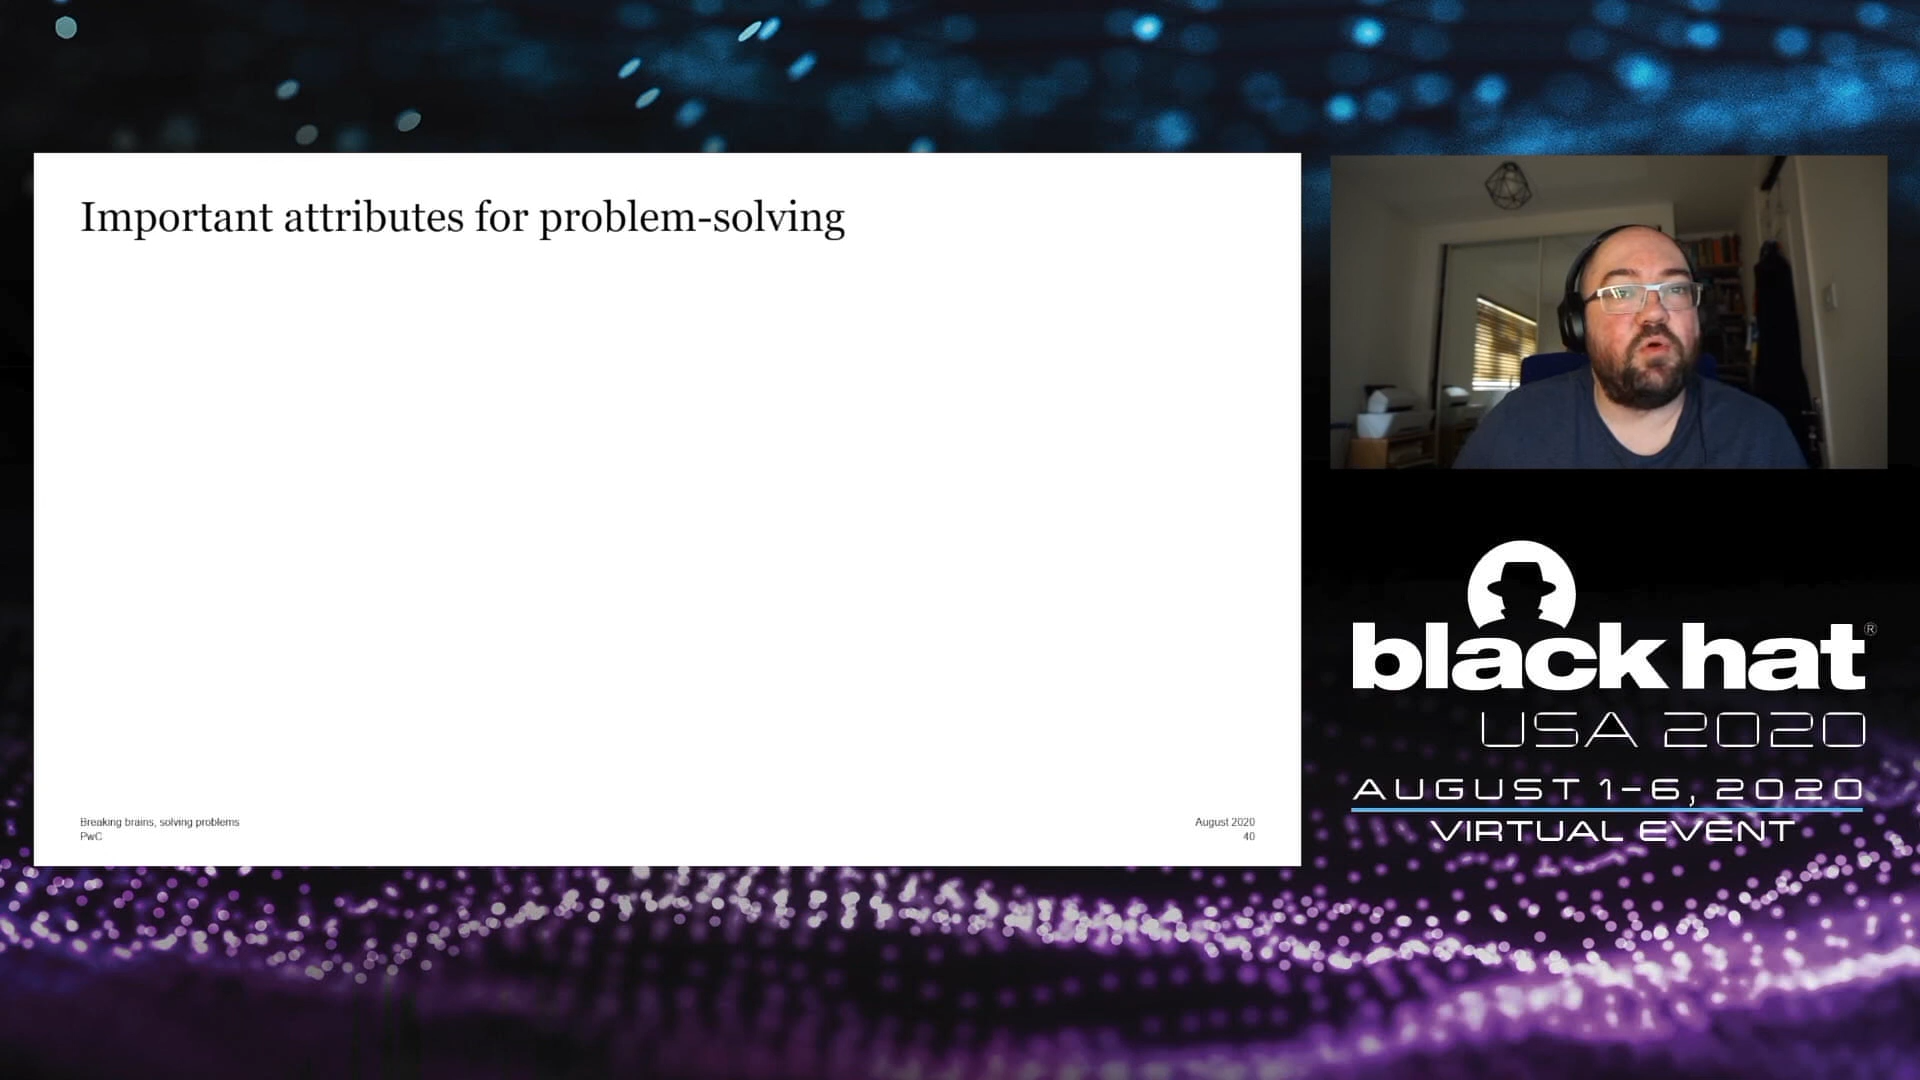 Important attributes for problem-solving
Breaking brains, solving problems
PwC
August 2020
40
black hat®
USA 2020
AUGUST 1-6, 2020
VIRTUAL EVENT